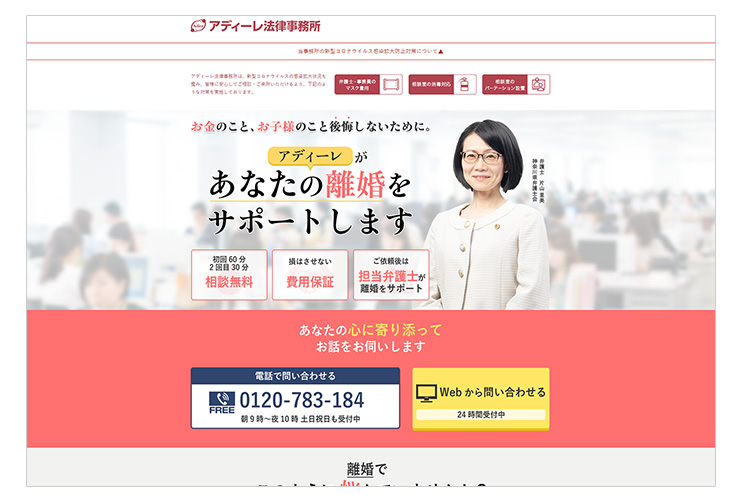 アディーレ法律事務所
当事務所の新型コロナウイルス感染拡大防止対策について▲
アディーレ法律事務所は、新型コロナウイルスの感染拡大状況を
鑑み、皆様に安心してご相談・ご来所いただけるよう、下記のよ
うな対策を実施しております。
弁護士・事務員の
マスク着用
相談室の消毒対応
相談室の
パーテーション設置
お金のこと、お子様のこと後悔しないために。
アディーレが
あなたの離婚を
サポートします
弁護士 片山 里美
神奈川県弁護士会
初回60分
2回目30分
相談無料
損はさせない
費用保証
ご依頼後は
担当弁護士が
離婚をサポート
あなたの心に寄り添って
お話をお伺いします
電話で問い合わせる
FREE
0120-783-184
朝9時〜夜10時 土日祝日も受付中
Webから問い合わせる
24時間受付中
離婚で